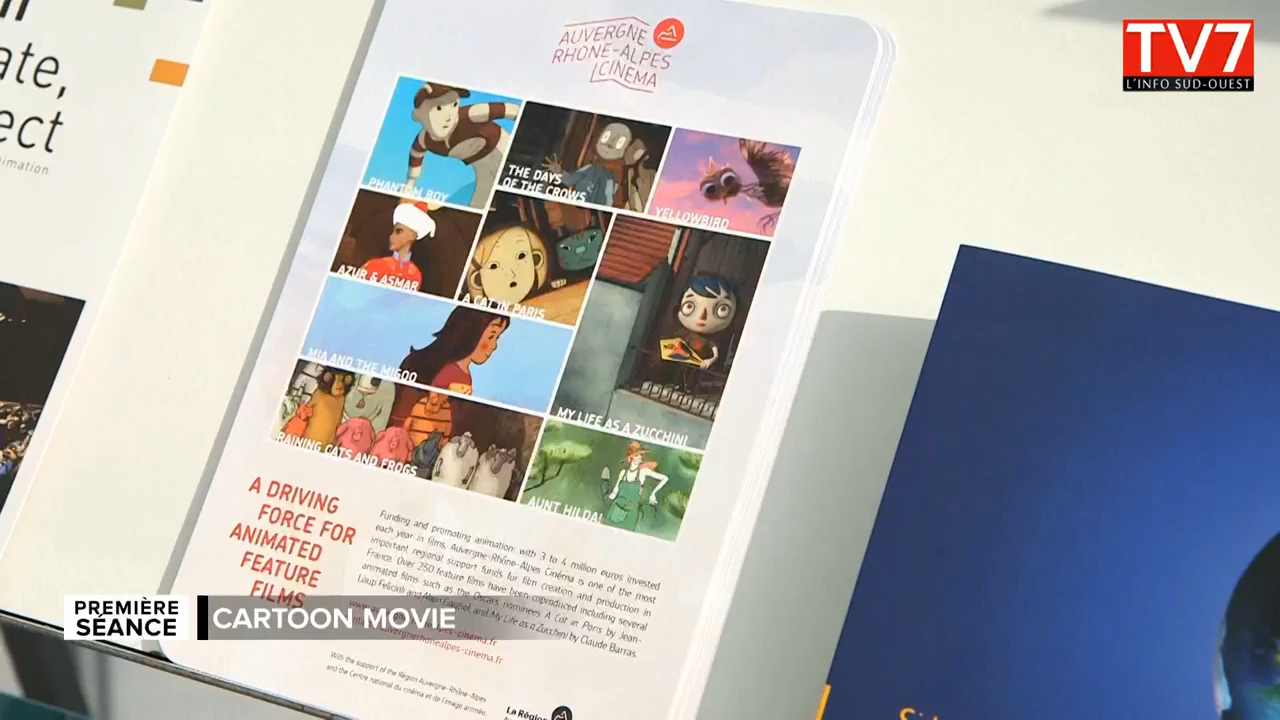 ate,
ect
imation
AUVERGNE
RHÔNE-ALPES
CINÉMA
TV7
L'INFO SUD-OUEST
PHANTOM BOY
THE DAYS
OF THE CROWS
YELLOWBIRD
AZUR & ASMAR
A CAT IN PARIS
MIA AND THE MIGOO
MY LIFE AS A ZUCCHINI
RAINING CATS AND FROGS
AUNT HILDA!
A DRIVING
FORCE FOR
ANIMATED
FEATURE
FILMS
Funding and promoting animation: with 3 to 4 million euros invested
each year in films, Auvergne-Rhône-Alpes Cinéma is one of the most
important regional support funds for film creation and production in
France. Over 250 feature films have been coproduced including several
animated films such as the Oscars nominees A Cat in Paris by Jean-
Loup Felicioli and Alain Gagnol, and My Life as a Zucchini by Claude Barras.
PREMIÈRE
SÉANCE
CARTOON MOVIE
With the support of the Région Auvergne-Rhône-Alpes
and the Centre national du cinéma et de l'image animée.
La Région